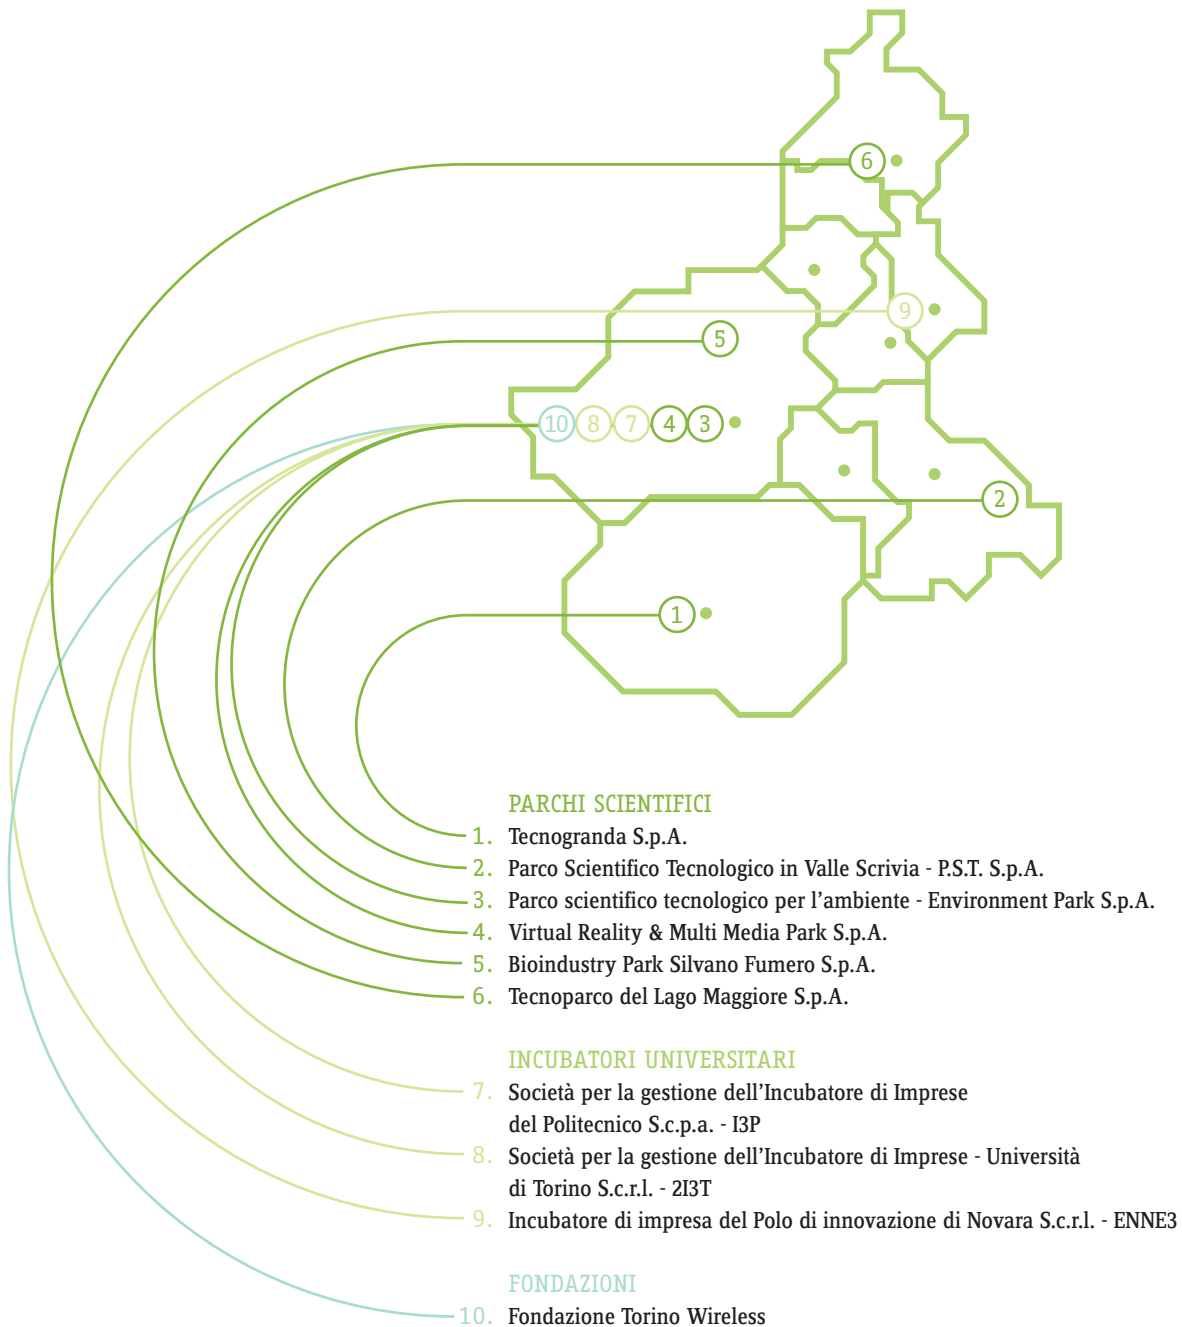 6
9
5
10 8 7 4 3
2
1
PARCHI SCIENTIFICI
1. Tecnogranda S.p.A.
2. Parco Scientifico Tecnologico in Valle Scrivia - P.S.T. S.p.A.
3. Parco scientifico tecnologico per l'ambiente - Environment Park S.p.A.
4. Virtual Reality & Multi Media Park S.p.A.
5. Bioindustry Park Silvano Fumero S.p.A.
6. Tecnoparco del Lago Maggiore S.p.A.
INCUBATORI UNIVERSITARI
7. Società per la gestione dell'Incubatore di Imprese
del Politecnico S.c.p.a. - I3P
8. Società per la gestione dell'Incubatore di Imprese - Università
di Torino S.c.r.l. - 2I3T
9. Incubatore di impresa del Polo di innovazione di Novara S.c.r.l. - ENNE3
FONDAZIONI
10. Fondazione Torino Wireless